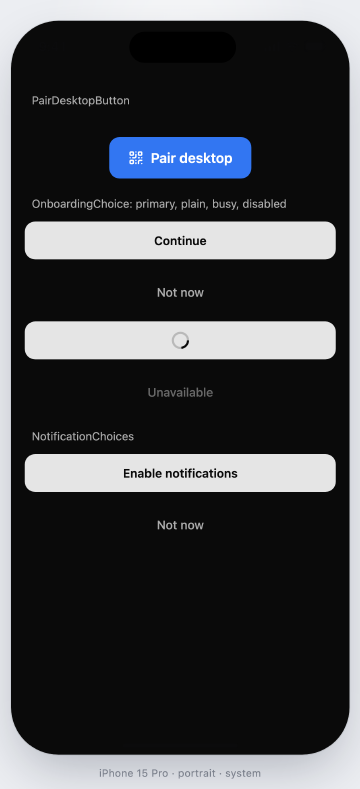 PairDesktopButton
Pair desktop
OnboardingChoice: primary, plain, busy, disabled
Continue
Not now
Unavailable
NotificationChoices
Enable notifications
Not now
iPhone 15 Pro · portrait · system